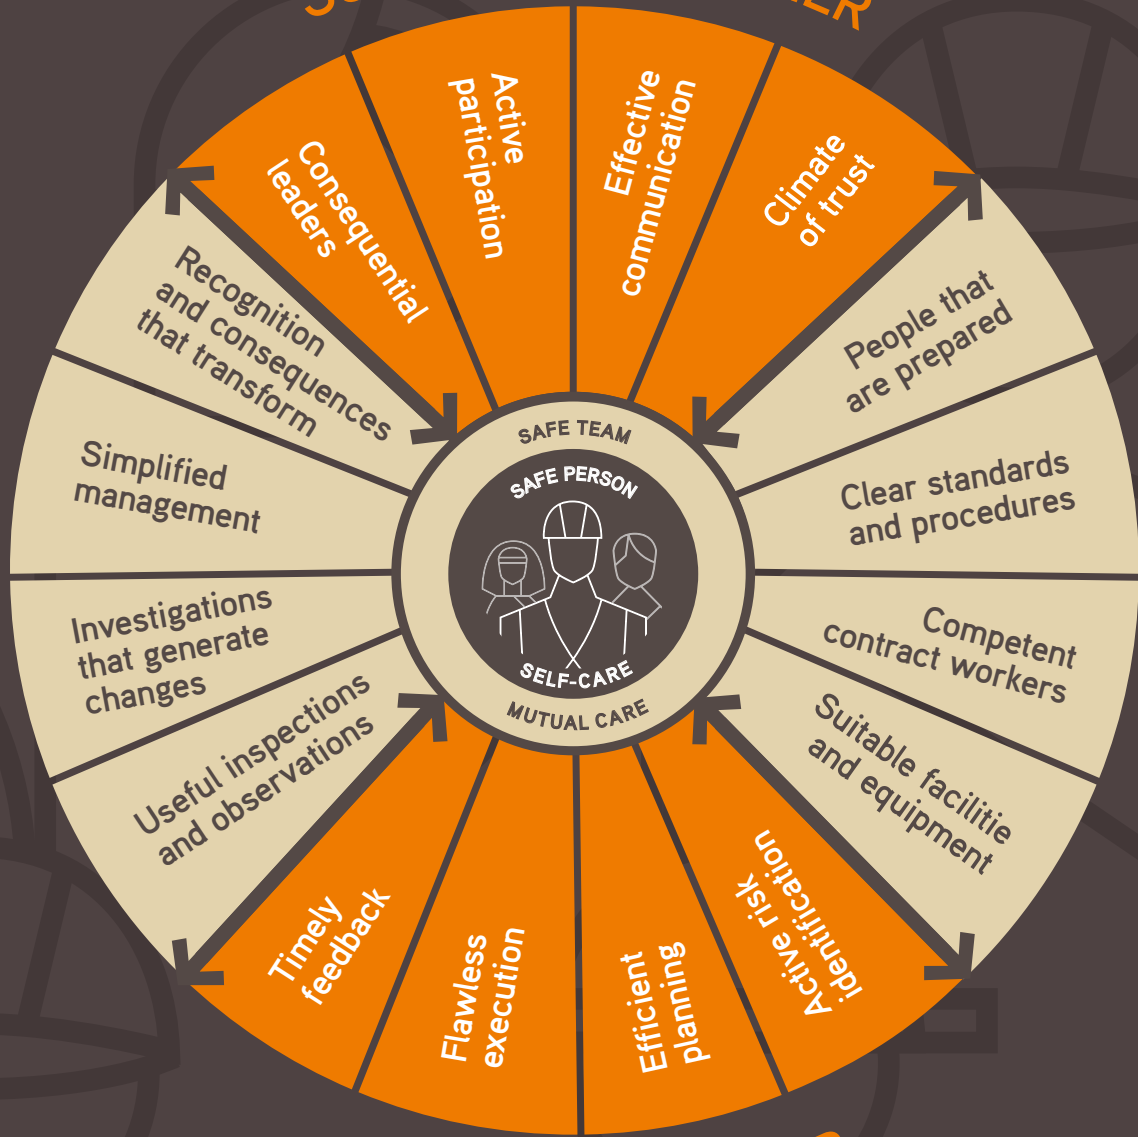 Consequential
leaders
Active
participation
Effective
communication
Climate
of trust
People that
are prepared
Clear standards
and procedures
Competent
contract workers
Suitable facilitie
and equipment
Active risk
identification
Efficient
planning
Flawless
execution
Timely
feedback
Useful inspections
and observations
Investigations
that generate
changes
Simplified
management
Recognition
and consequences
that transform
SAFE TEAM
SAFE PERSON
SELF-CARE
MUTUAL CARE